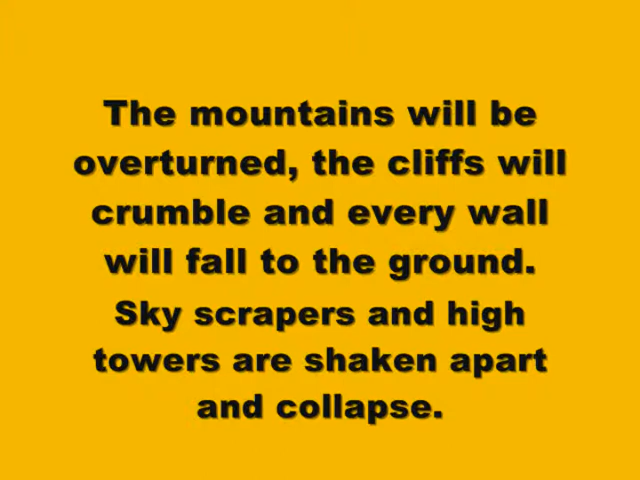 The mountains will be
overturned, the cliffs will
crumble and every wall
will fall to the ground.
Sky scrapers and high
towers are shaken apart
and collapse.